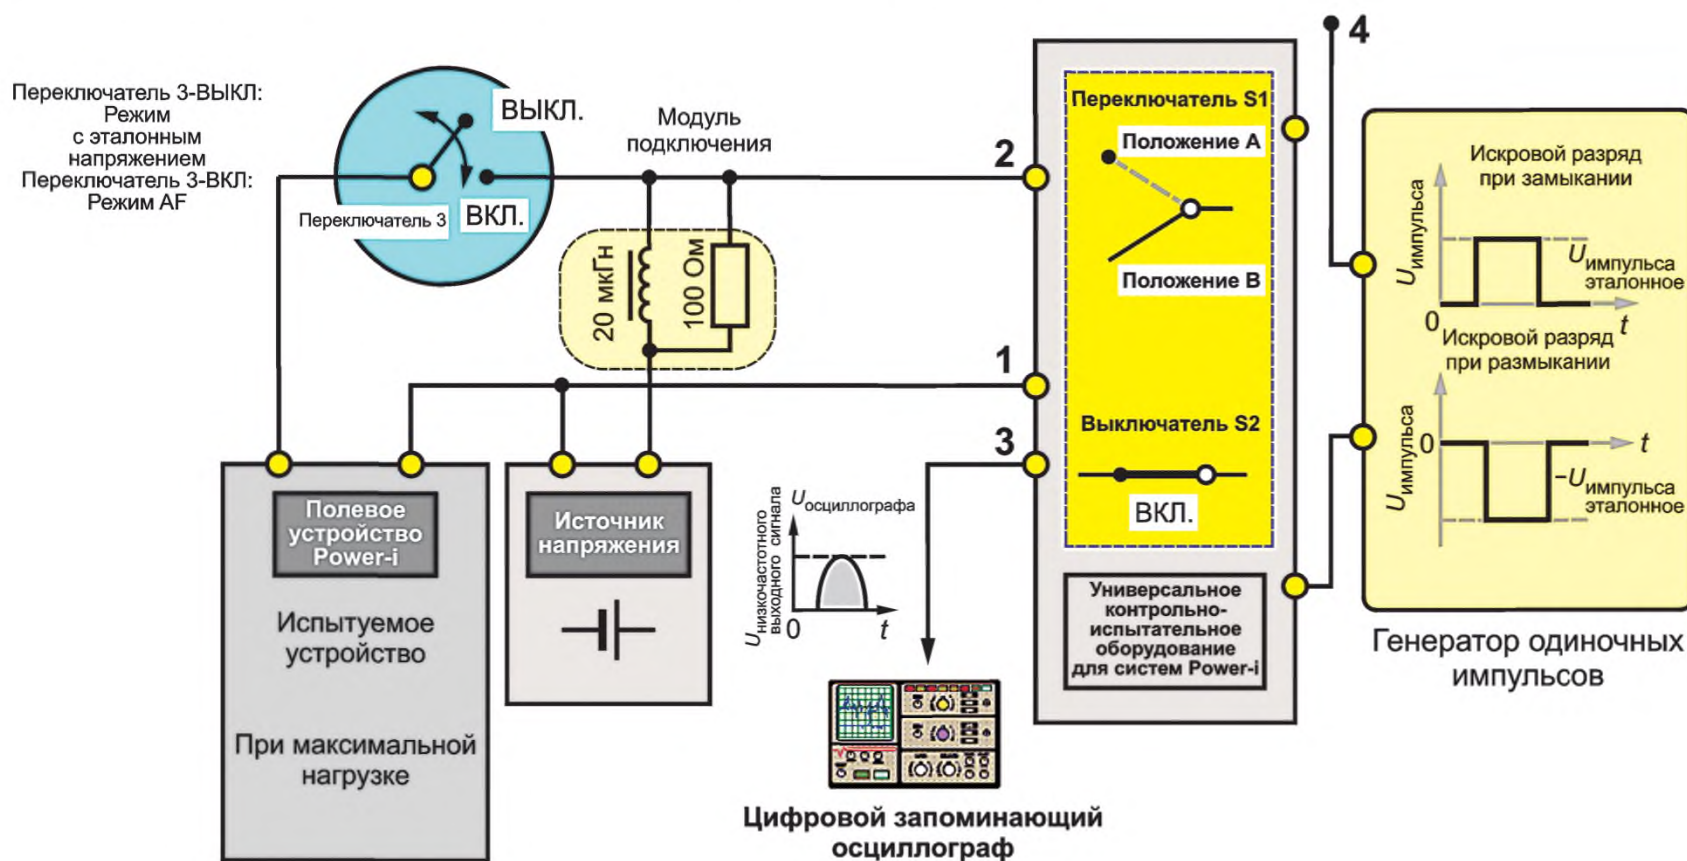 Переключатель 3-ВЫКЛ:
Режим
с эталонным
напряжением
Переключатель 3-ВКЛ:
Режим AF
ВЫКЛ.
Переключатель 3
ВКЛ.
Модуль
подключения
20 мкГн
100 Ом
2
1
3
4
Переключатель S1
Положение A
Положение B
Выключатель S2
ВКЛ.
Универсальное
контрольно-
испытательное
оборудование
для систем Power-i
Искровой разряд
при замыкании
Uимпульса
Uимпульса
эталонное
0
t
Искровой разряд
при размыкании
Uимпульса
0
t
–Uимпульса
эталонное
Генератор одиночных
импульсов
Полевое
устройство
Power-i
Испытуемое
устройство
При максимальной
нагрузке
Источник
напряжения
Uосциллографа
Uнизкочастотного
выходного сигнала
0
t
Цифровой запоминающий
осциллограф